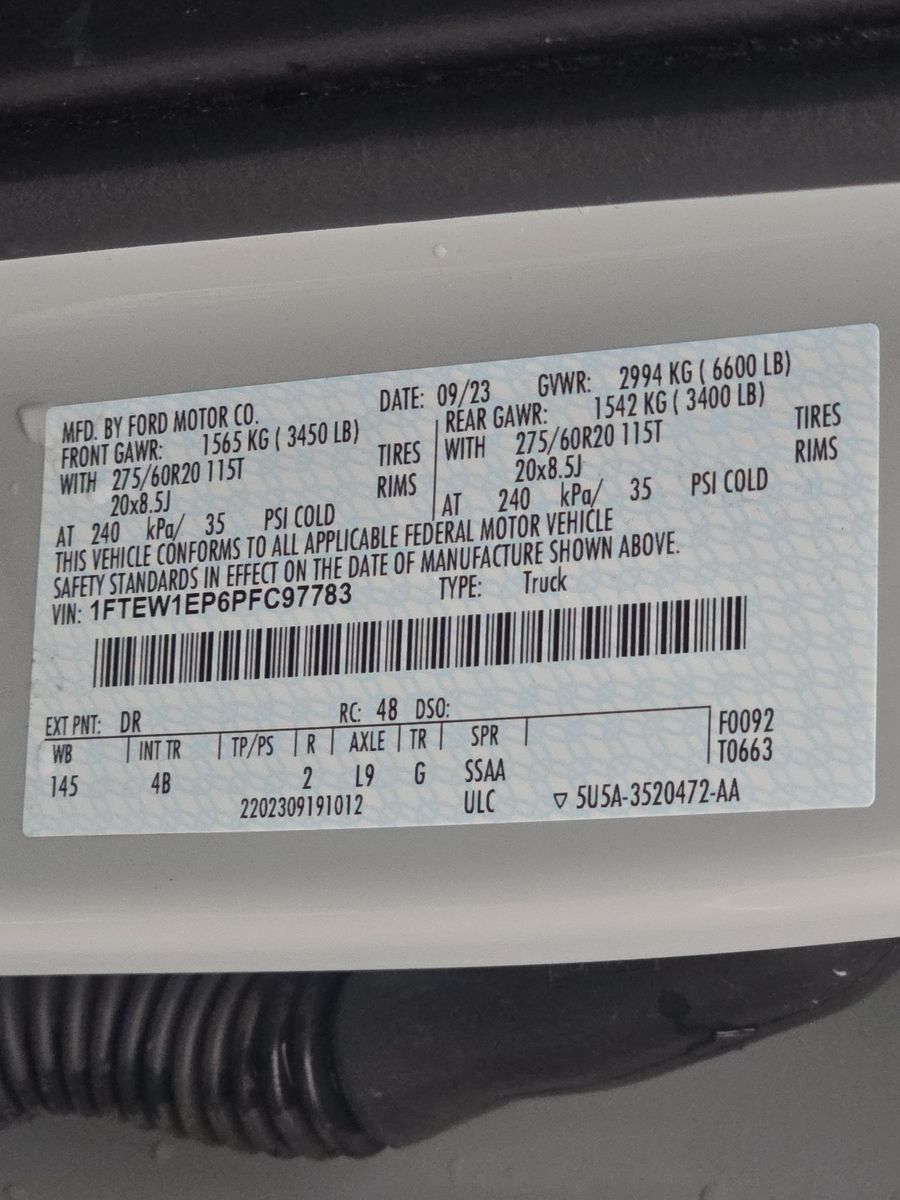 MFD. BY FORD MOTOR CO. DATE: 09/23 GVWR: 2994 KG ( 6600 LB)
FRONT GAWR: 1565 KG ( 3450 LB) REAR GAWR: 1542 KG ( 3400 LB)
WITH 275/60R20 115T TIRES WITH 275/60R20 115T TIRES
20x8.5J RIMS 20x8.5J RIMS
AT 240 kPa/ 35 PSI COLD AT 240 kPa/ 35 PSI COLD
THIS VEHICLE CONFORMS TO ALL APPLICABLE FEDERAL MOTOR VEHICLE
SAFETY STANDARDS IN EFFECT ON THE DATE OF MANUFACTURE SHOWN ABOVE.
VIN: 1FTEW1EP6PFC97783 TYPE: Truck
EXT PNT: DR RC: 48 DSO: F0092
WB INT TR TP/PS R AXLE TR SPR T0663
145 4B 2 L9 G SSAA
2202309191012 ULC ▽ 5U5A-3520472-AA